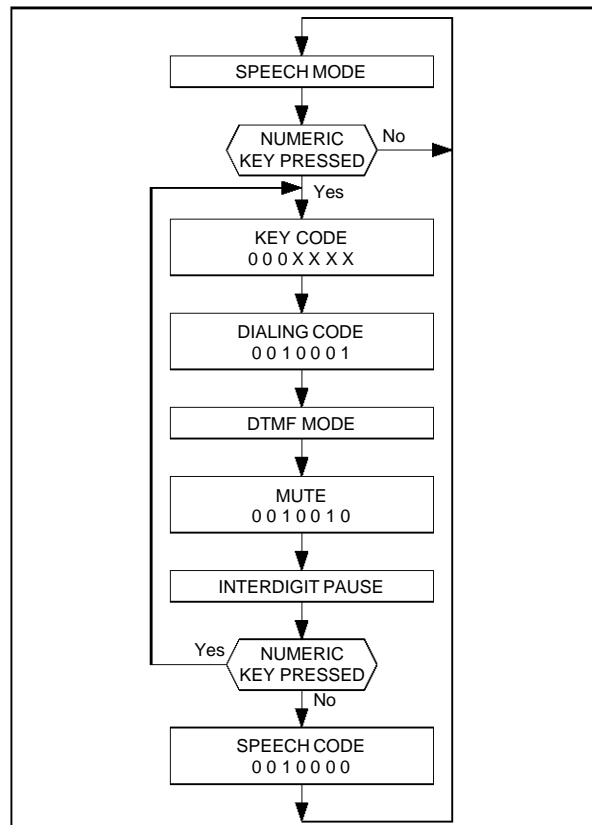 SPEECH MODE
NUMERIC
KEY PRESSED
No
Yes
KEY CODE
0 0 0 X X X X
DIALING CODE
0 0 1 0 0 0 1
DTMF MODE
MUTE
0 0 1 0 0 1 0
INTERDIGIT PAUSE
Yes
NUMERIC
KEY PRESSED
No
SPEECH CODE
0 0 1 0 0 0 0